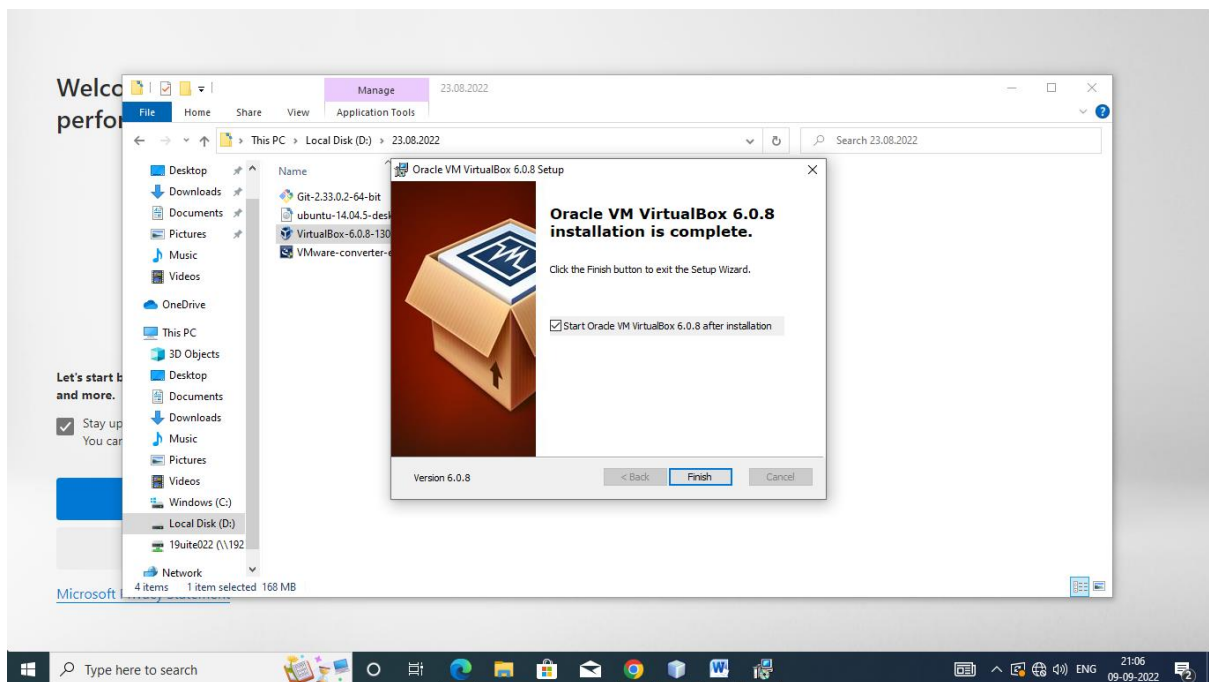 Welco
perfor
Manage
23.08.2022
File Home Share View Application Tools
This PC > Local Disk (D:) > 23.08.2022
Search 23.08.2022
Desktop
Downloads
Documents
Pictures
Music
Videos
OneDrive
This PC
3D Objects
Desktop
Documents
Downloads
Music
Pictures
Videos
Windows (C:)
Local Disk (D:)
19uite022 (\\192
Network
Name
Git-2.33.0.2-64-bit
ubuntu-14.04.5-desk
VirtualBox-6.0.8-130
VMware-converter-e
Oracle VM VirtualBox 6.0.8 Setup
Oracle VM VirtualBox 6.0.8
installation is complete.
Click the Finish button to exit the Setup Wizard.
Start Oracle VM VirtualBox 6.0.8 after installation
Version 6.0.8
< Back Finish Cancel
4 items 1 item selected 168 MB
Let's start b
and more.
Stay up
You can
Microsoft
Type here to search
ENG
21:06
09-09-2022
2